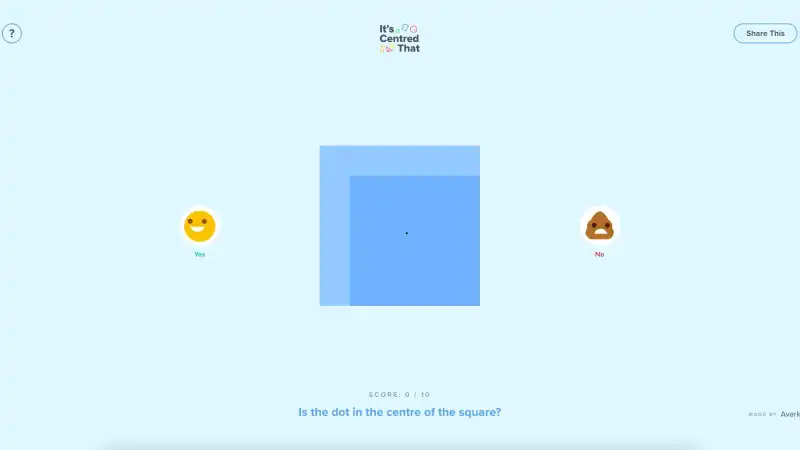 ?
It's
Centred
That
Share This
Yes
No
SCORE: 0 / 10
Is the dot in the centre of the square?
MADE BY Avark